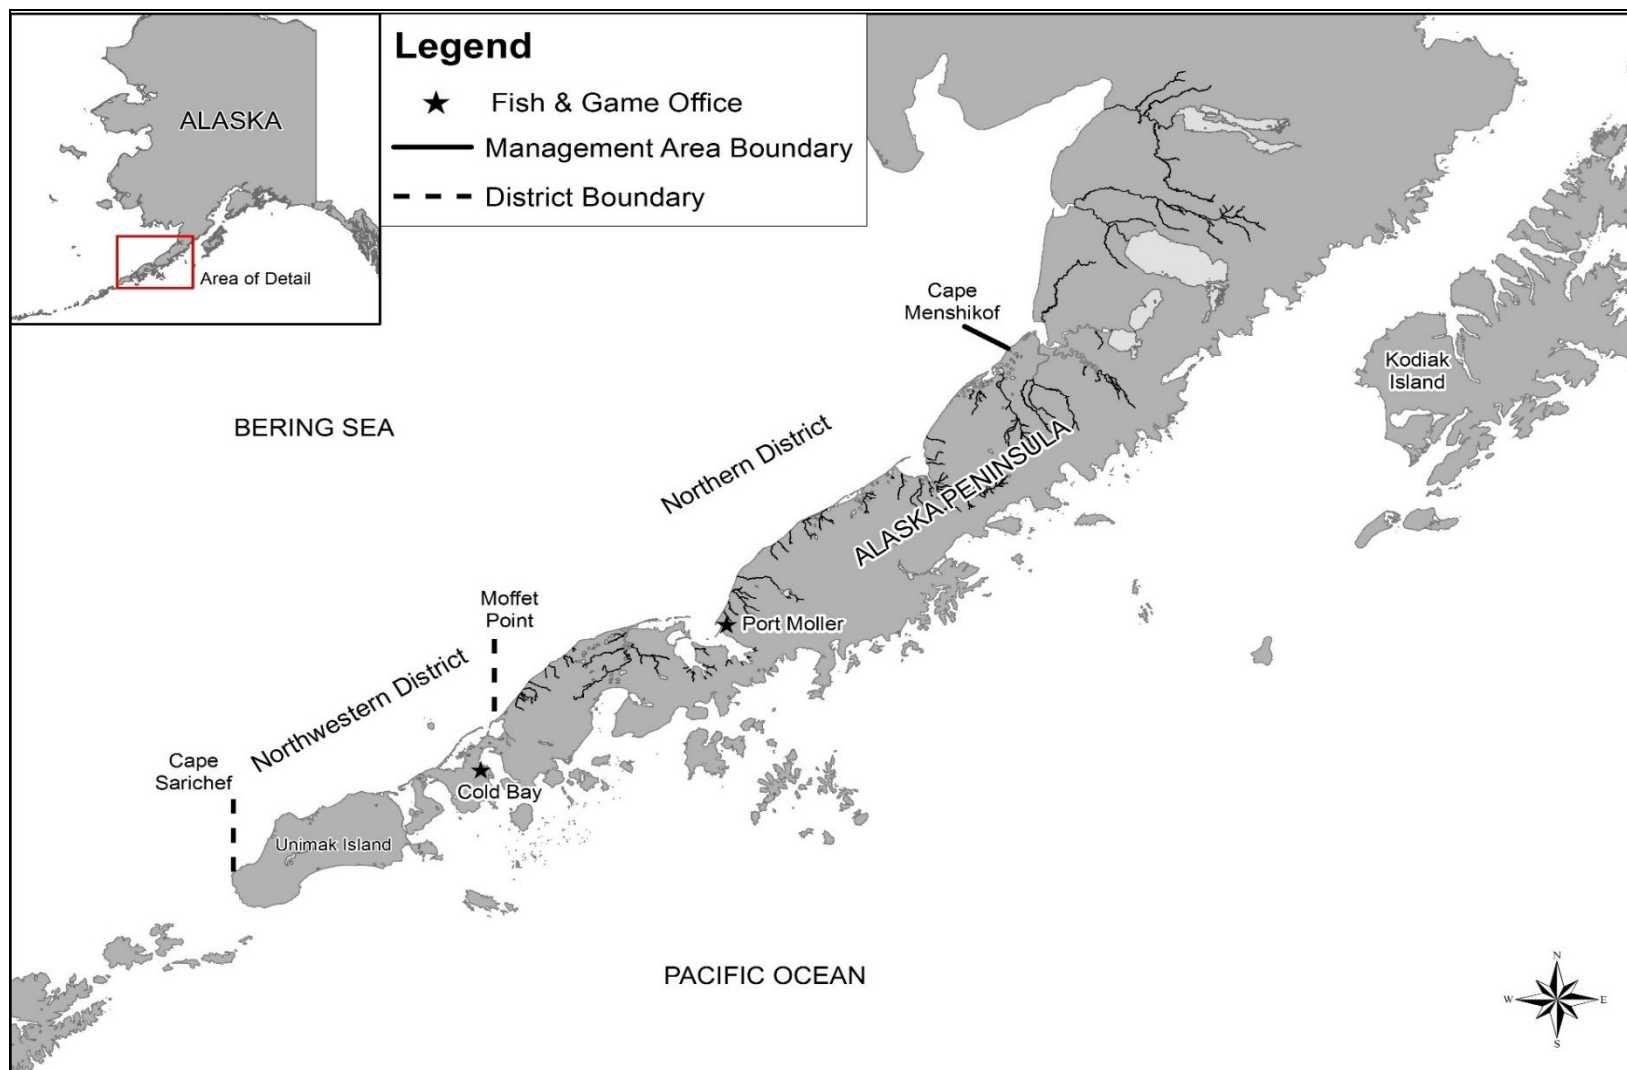 Legend
Fish & Game Office
Management Area Boundary
District Boundary
ALASKA
Area of Detail
Cape
Menshikof
Kodiak
Island
BERING SEA
Northern District
ALASKA PENINSULA
Moffet
Point
Port Moller
Northwestern District
Cape
Sarichef
Cold Bay
Unimak Island
PACIFIC OCEAN
N
W
E
S